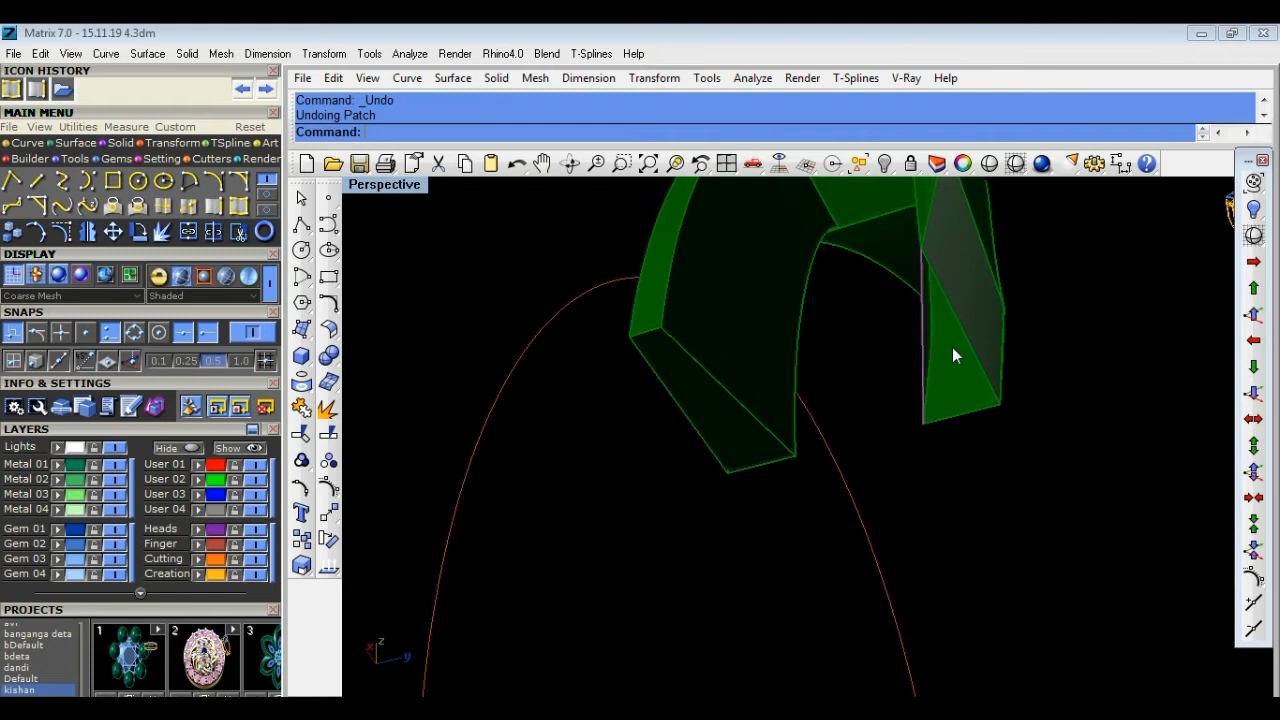 Matrix 7.0 - 15.11.19 4.3dm
File Edit View Curve Surface Solid Mesh Dimension Transform Tools Analyze Render Rhino4.0 Blend T-Splines Help
ICON HISTORY
MAIN MENU
File View Utilities Measure Custom Reset
Curve Surface Solid Transform TSpline Art
Builder Tools Gems Setting Cutters Render
DISPLAY
Coarse Mesh Shaded
SNAPS
0.1 0.25 0.5 1.0
INFO & SETTINGS
LAYERS
Lights Hide Show
Metal 01 User 01
Metal 02 User 02
Metal 03 User 03
Metal 04 User 04
Gem 01 Heads
Gem 02 Finger
Gem 03 Cutting
Gem 04 Creation
PROJECTS
banganga deta
bDefault
bdeta
dandi
Default
kishan
1 2 3
File Edit View Curve Surface Solid Mesh Dimension Transform Tools Analyze Render T-Splines V-Ray Help
Command: _Undo
Undoing Patch
Command:
Perspective
z
x
y